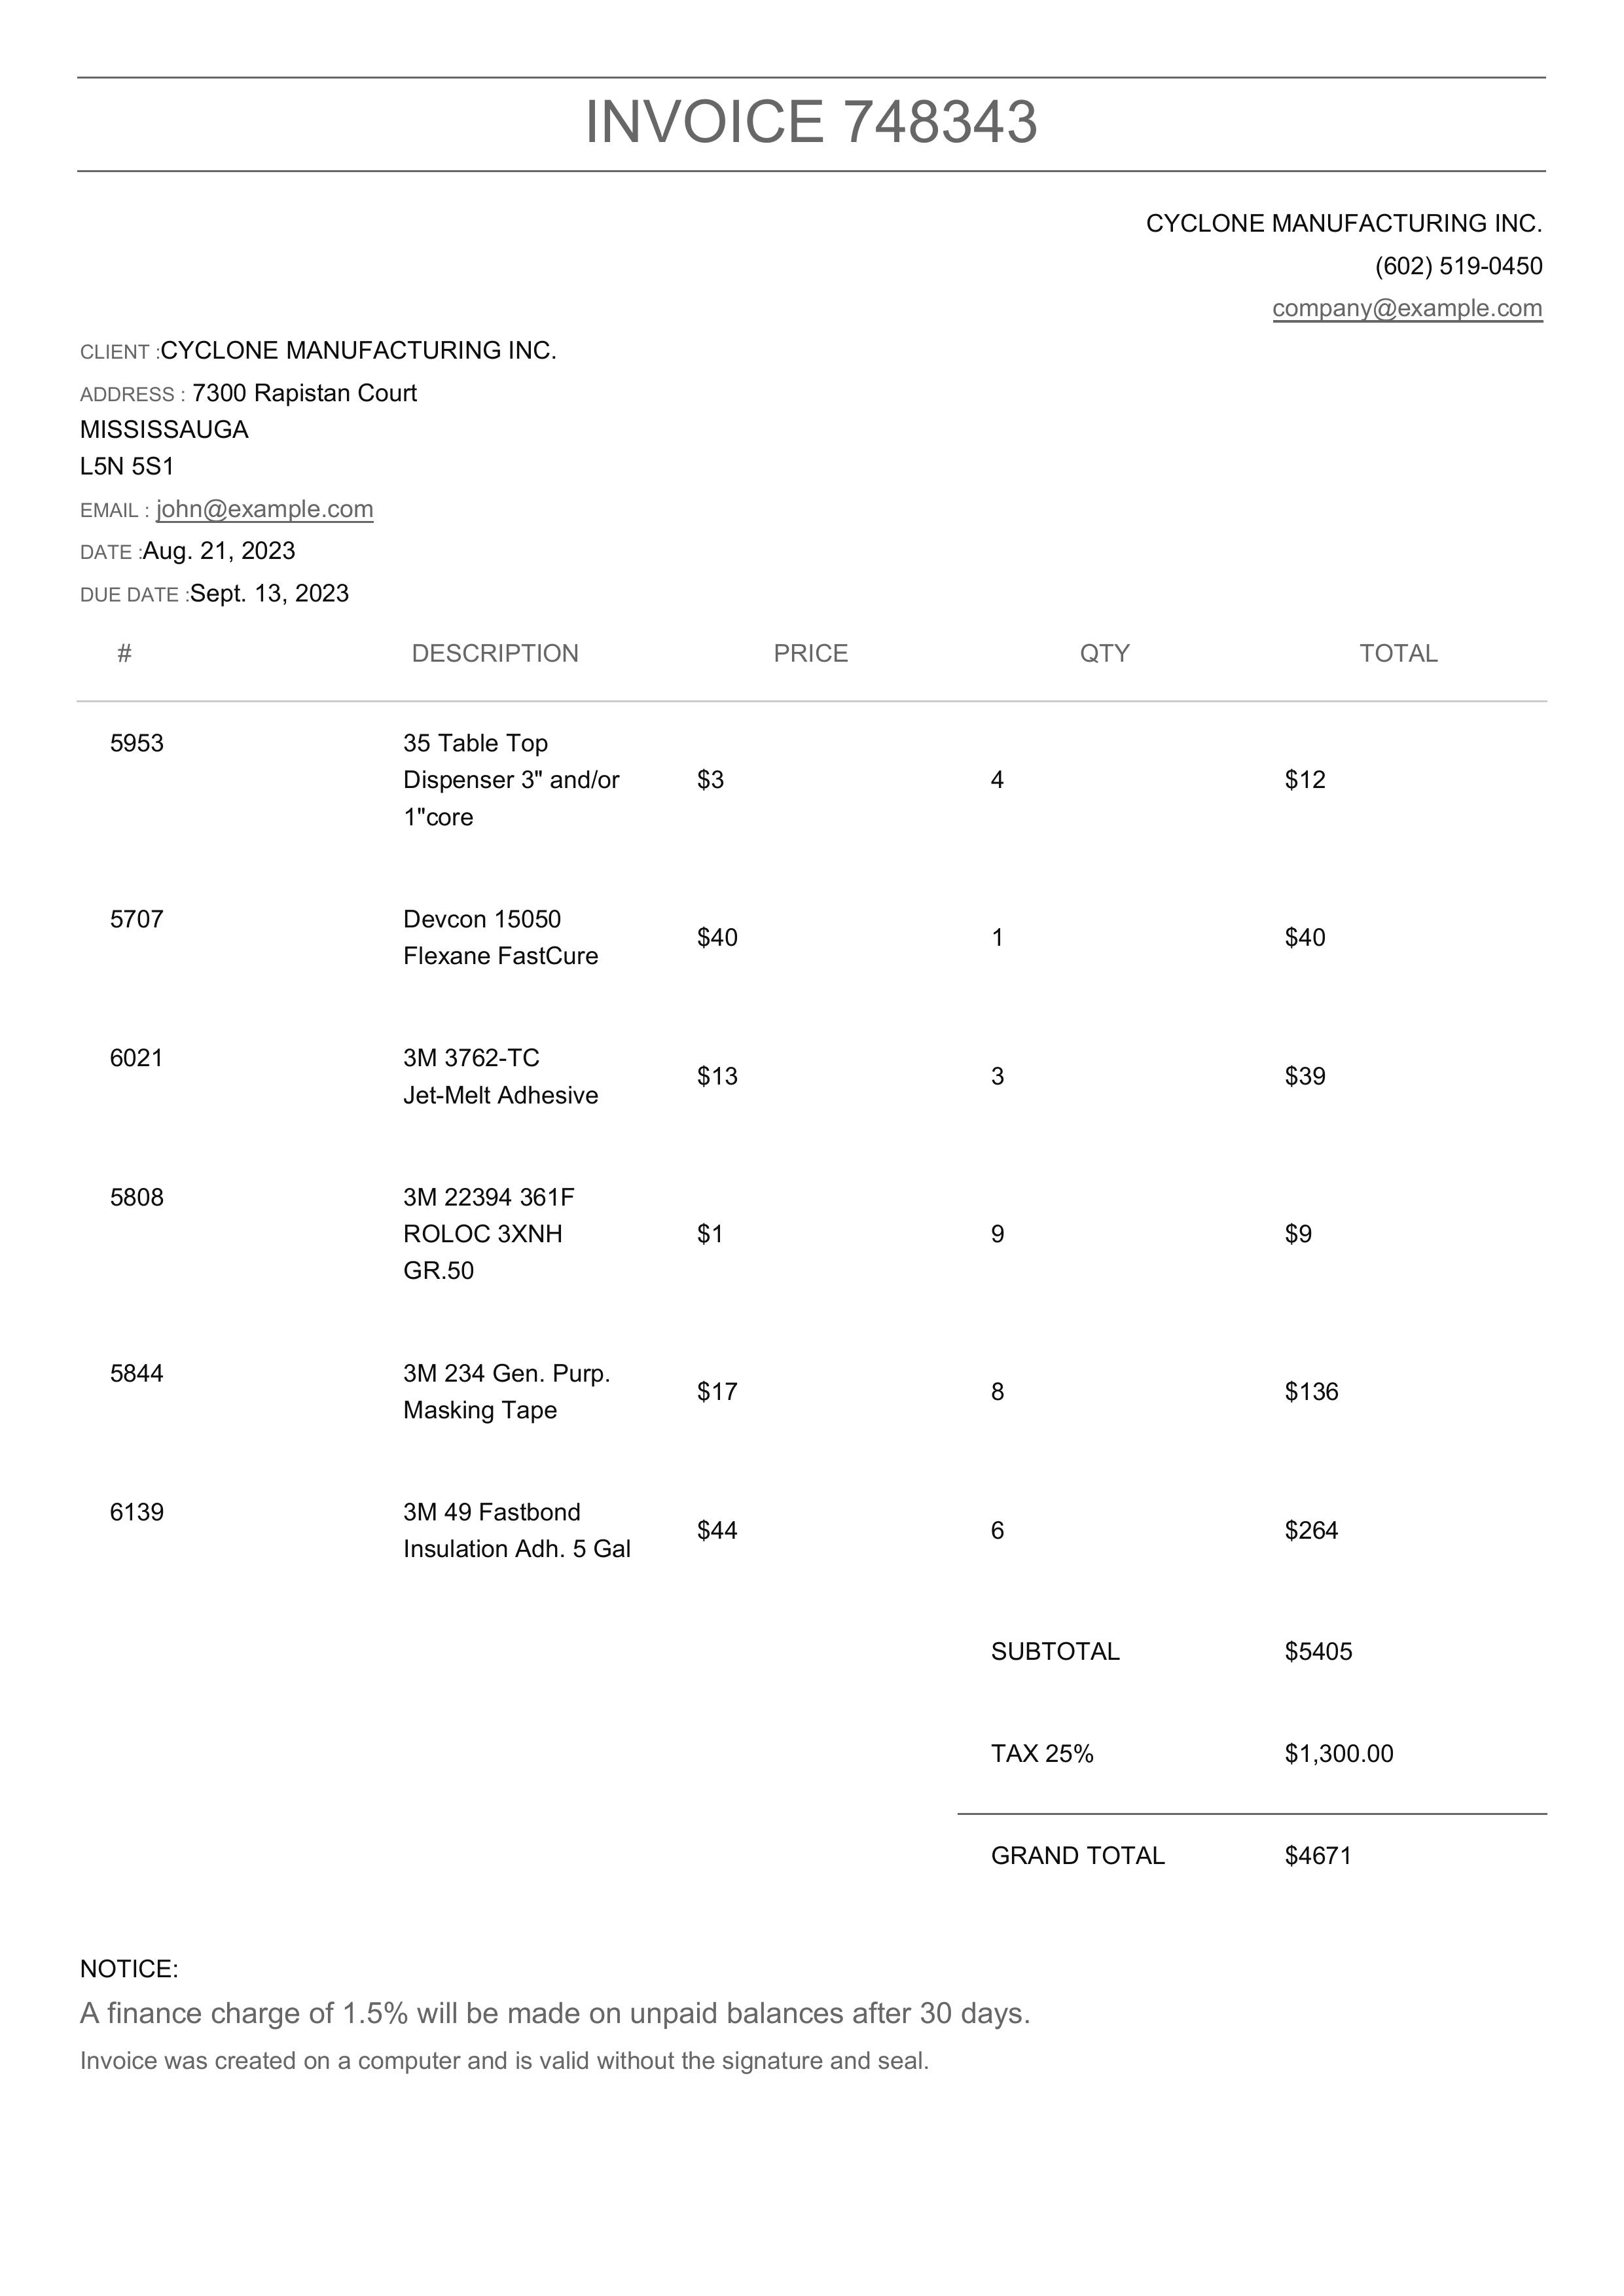 INVOICE 748343
CYCLONE MANUFACTURING INC.
(602) 519-0450
company@example.com
CLIENT :CYCLONE MANUFACTURING INC.
ADDRESS : 7300 Rapistan Court
MISSISSAUGA
L5N 5S1
EMAIL : john@example.com
DATE :Aug. 21, 2023
DUE DATE :Sept. 13, 2023
# DESCRIPTION PRICE QTY TOTAL
5953 35 Table Top
Dispenser 3" and/or $3 4 $12
1"core
5707 Devcon 15050
Flexane FastCure $40 1 $40
6021 3M 3762-TC
Jet-Melt Adhesive $13 3 $39
5808 3M 22394 361F
ROLOC 3XNH $1 9 $9
GR.50
5844 3M 234 Gen. Purp.
Masking Tape $17 8 $136
6139 3M 49 Fastbond
Insulation Adh. 5 Gal $44 6 $264
SUBTOTAL $5405
TAX 25% $1,300.00
GRAND TOTAL $4671
NOTICE:
A finance charge of 1.5% will be made on unpaid balances after 30 days.
Invoice was created on a computer and is valid without the signature and seal.